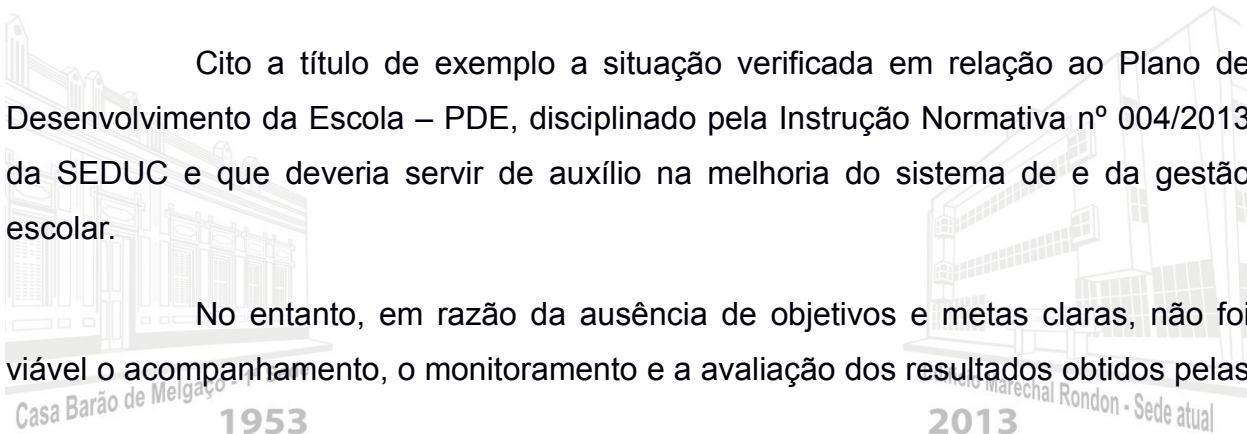 Cito a título de exemplo a situação verificada em relação ao Plano de
Desenvolvimento da Escola – PDE, disciplinado pela Instrução Normativa nº 004/2013
da SEDUC e que deveria servir de auxílio na melhoria do sistema de e da gestão
escolar.
No entanto, em razão da ausência de objetivos e metas claras, não foi
viável o acompanhamento, o monitoramento e a avaliação dos resultados obtidos pelas
Casa Barão de Melgaço - 1ª
1953
Marechal Rondon - Sede atual
2013